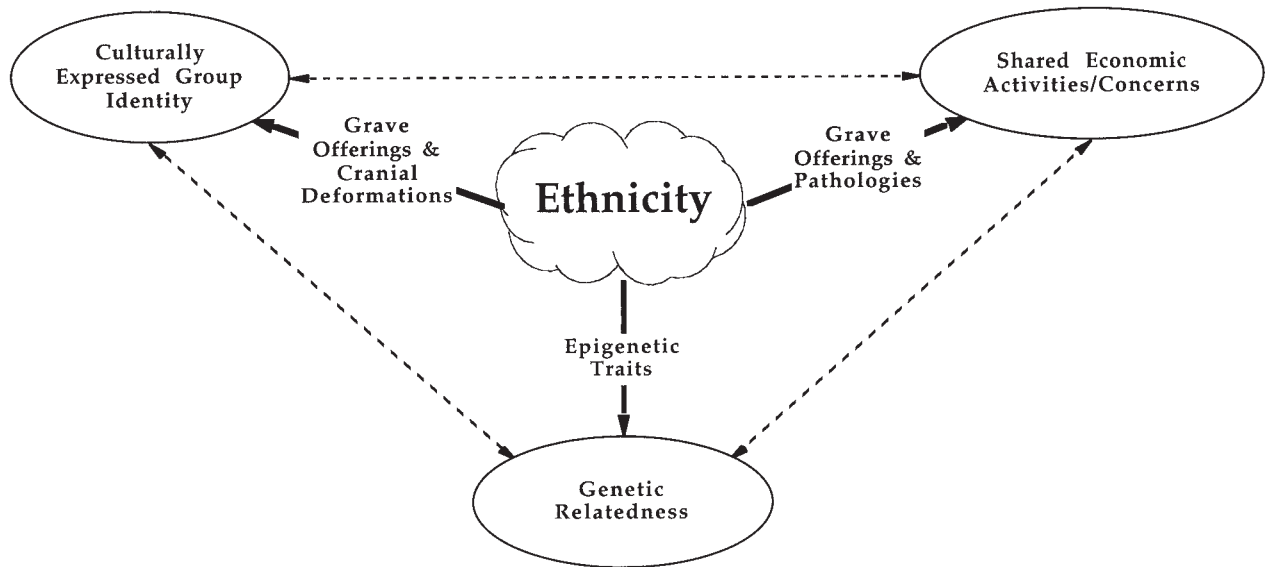 Culturally
Expressed Group
Identity
Shared Economic
Activities/Concerns
Grave
Offerings &
Cranial
Deformations
Ethnicity
Grave
Offerings &
Pathologies
Epigenetic
Traits
Genetic
Relatedness